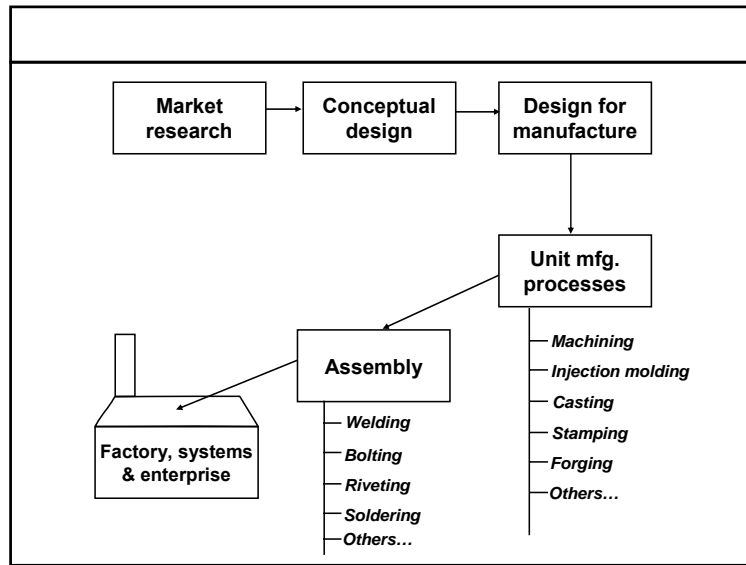 Market
research
Conceptual
design
Design for
manufacture
Unit mfg.
processes
Machining
Injection molding
Casting
Stamping
Forging
Others…
Assembly
Welding
Bolting
Riveting
Soldering
Others…
Factory, systems
& enterprise